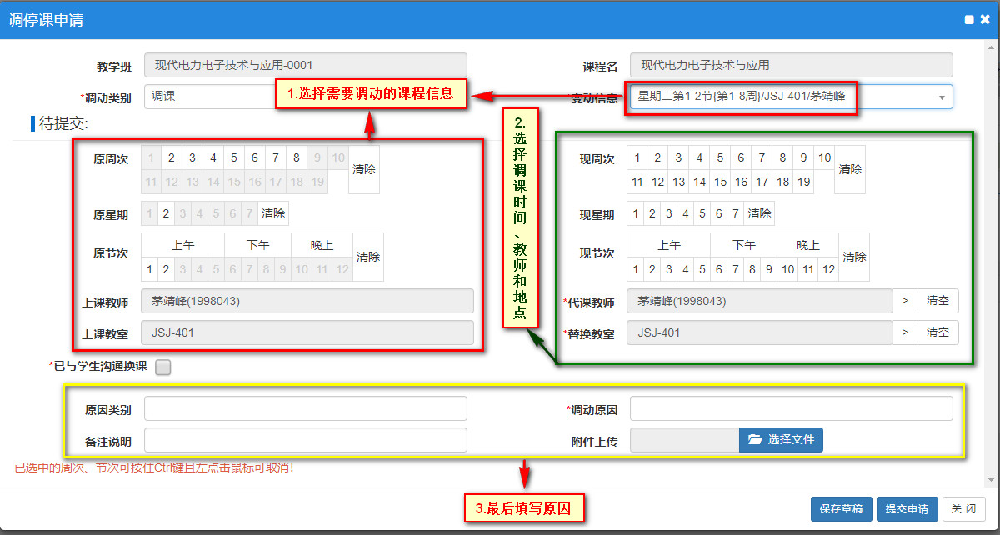 调停课申请
教学班 现代电力电子技术与应用-0001 课程名 现代电力电子技术与应用
*调动类别 调课 1.选择需要调动的课程信息 *变动信息 星期二第1-2节{第1-8周}/JSJ-401/茅靖峰
待提交:
2.选择调课时间、教师和地点
原周次 1 2 3 4 5 6 7 8 9 10 清除 现周次 1 2 3 4 5 6 7 8 9 10 清除
11 12 13 14 15 16 17 18 19 11 12 13 14 15 16 17 18 19
原星期 1 2 3 4 5 6 7 清除 现星期 1 2 3 4 5 6 7 清除
原节次 上午 下午 晚上 清除 现节次 上午 下午 晚上 清除
1 2 3 4 5 6 7 8 9 10 11 12 1 2 3 4 5 6 7 8 9 10 11 12
上课教师 茅靖峰(1998043) *代课教师 茅靖峰(1998043) > 清空
上课教室 JSJ-401 *替换教室 JSJ-401 > 清空
*已与学生沟通换课
原因类别 *调动原因
备注说明 附件上传 选择文件
已选中的周次、节次可按住Ctrl键且左点击鼠标可取消!
3.最后填写原因
保存草稿 提交申请 关 闭